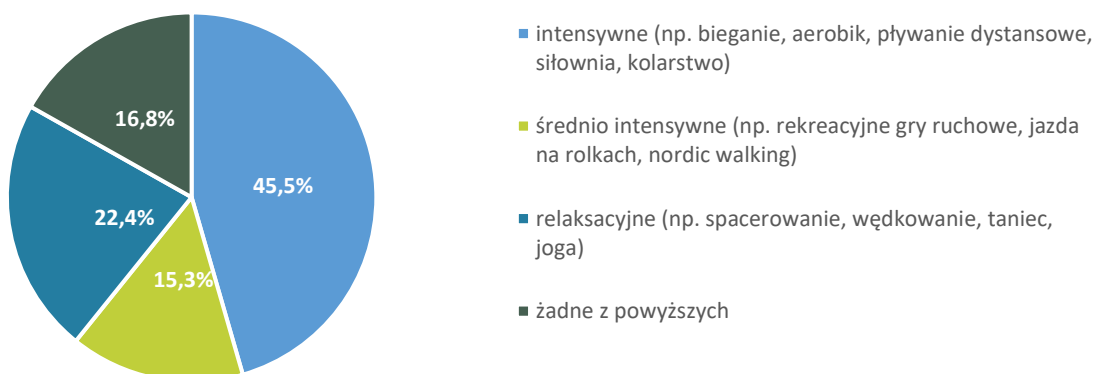 intensywne (np. bieganie, aerobik, pływanie dystansowe,
siłownia, kolarstwo)
średnio intensywne (np. rekreacyjne gry ruchowe, jazda
na rolkach, nordic walking)
relaksacyjne (np. spacerowanie, wędkowanie, taniec,
joga)
żadne z powyższych
16,8%
45,5%
22,4%
15,3%